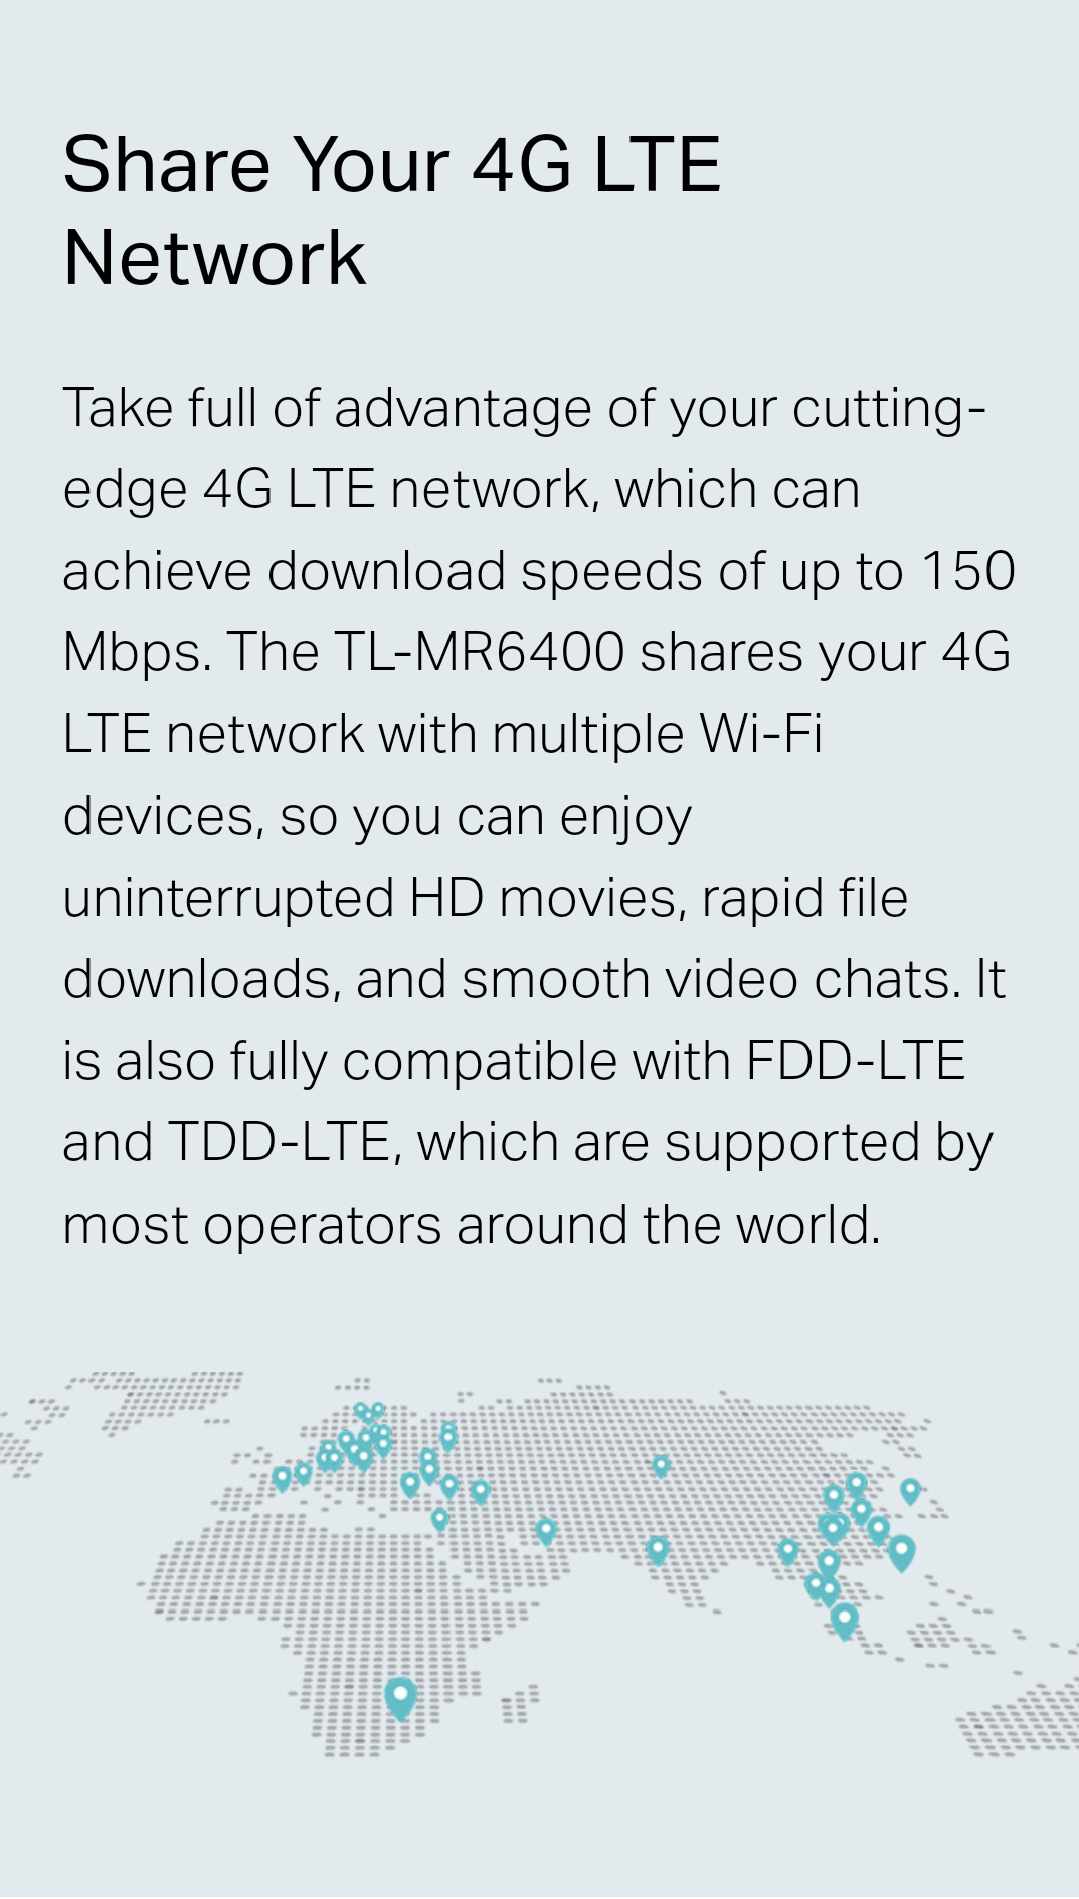 Share Your 4G LTE
Network
Take full of advantage of your cutting-
edge 4G LTE network, which can
achieve download speeds of up to 150
Mbps. The TL-MR6400 shares your 4G
LTE network with multiple Wi-Fi
devices, so you can enjoy
uninterrupted HD movies, rapid file
downloads, and smooth video chats. It
is also fully compatible with FDD-LTE
and TDD-LTE, which are supported by
most operators around the world.